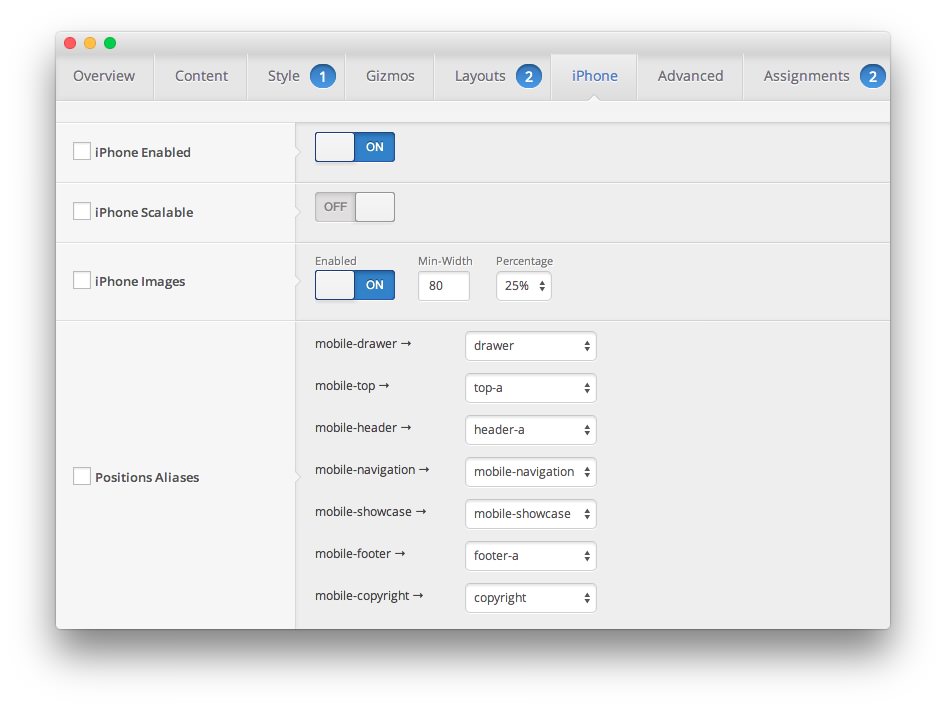 Overview Content Style 1 Gizmos Layouts 2 iPhone Advanced Assignments 2
iPhone Enabled ON
iPhone Scalable OFF
Enabled Min-Width Percentage
iPhone Images ON 80 25%
mobile-drawer → drawer
mobile-top → top-a
mobile-header → header-a
mobile-navigation → mobile-navigation
Positions Aliases
mobile-showcase → mobile-showcase
mobile-footer → footer-a
mobile-copyright → copyright